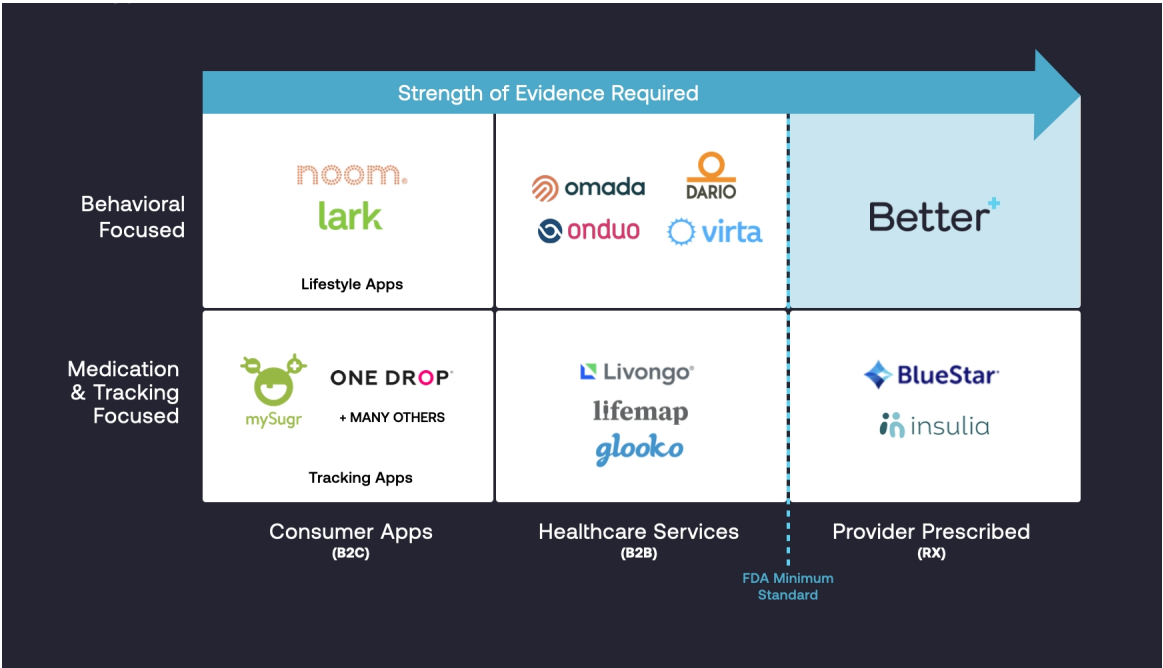 Strength of Evidence Required
Behavioral
Focused
noom®
lark
omada
DARIO
onduo
virta
Better+
Lifestyle Apps
Medication
& Tracking
Focused
mySugr
ONE DROP
+ MANY OTHERS
Livongo®
lifemap
glooko
BlueStar
insulia
Tracking Apps
Consumer Apps
(B2C)
Healthcare Services
(B2B)
Provider Prescribed
(RX)
FDA Minimum
Standard